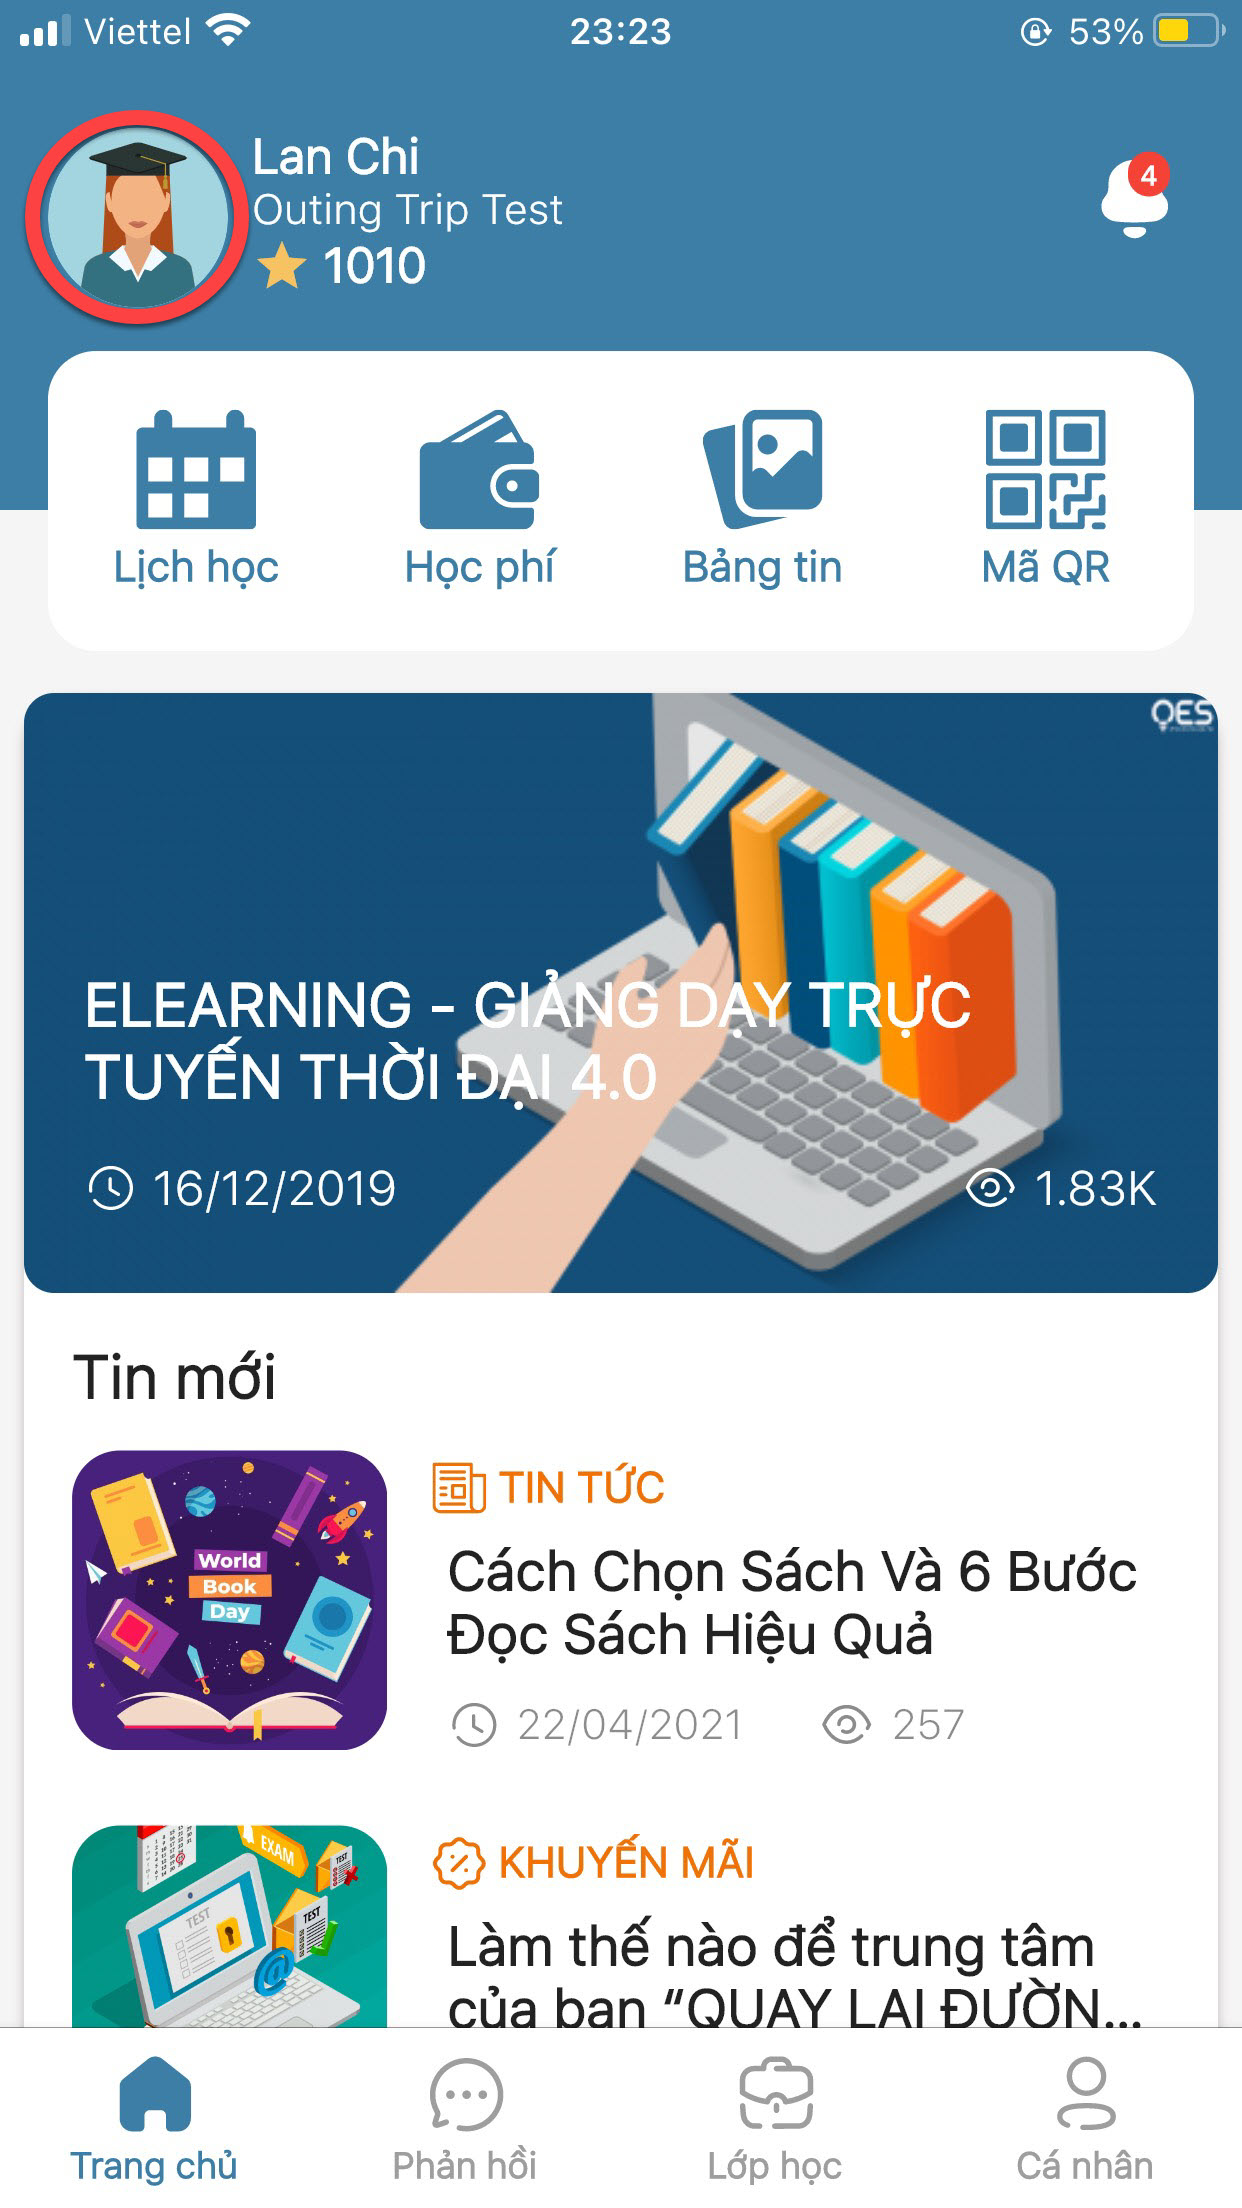 Viettel 23:23 53%
Lan Chi
4
Outing Trip Test
1010
Lịch học Học phí Bảng tin Mã QR
QES
ELEARNING - GIẢNG DẠY TRỰC
TUYẾN THỜI ĐẠI 4.0
16/12/2019 1.83K
Tin mới
World
Book
Day
TIN TỨC
Cách Chọn Sách Và 6 Bước
Đọc Sách Hiệu Quả
22/04/2021 257
EXAM
TEST
TEST
TEST
KHUYẾN MÃI
Làm thế nào để trung tâm
của bạn “QUAY LẠI ĐƯỜN...
Trang chủ Phản hồi Lớp học Cá nhân